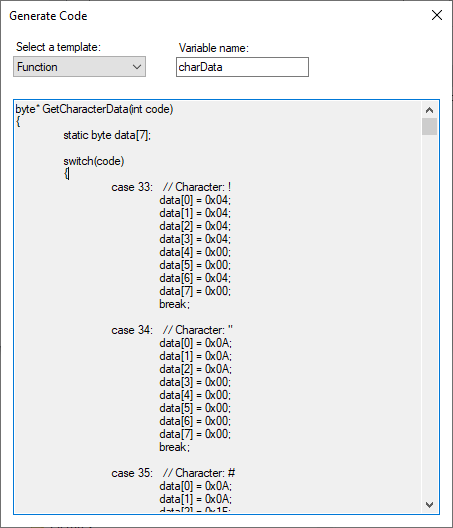 Generate Code
Select a template:
Variable name:
Function
charData
byte* GetCharacterData(int code)
{
static byte data[7];
switch(code)
{
case 33: // Character: !
data[0] = 0x04;
data[1] = 0x04;
data[2] = 0x04;
data[3] = 0x04;
data[4] = 0x00;
data[5] = 0x00;
data[6] = 0x04;
data[7] = 0x00;
break;
case 34: // Character: "
data[0] = 0x0A;
data[1] = 0x0A;
data[2] = 0x0A;
data[3] = 0x00;
data[4] = 0x00;
data[5] = 0x00;
data[6] = 0x00;
data[7] = 0x00;
break;
case 35: // Character: #
data[0] = 0x0A;
data[1] = 0x0A;
data[2] = 0x1F;